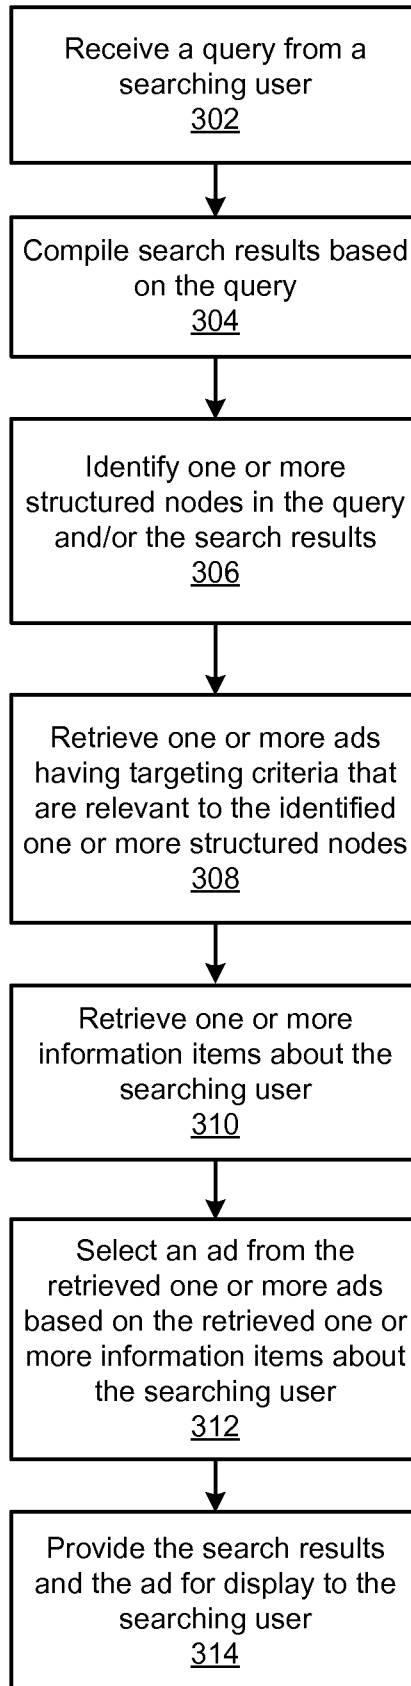 Receive a query from a
searching user
302
Compile search results based
on the query
304
Identify one or more
structured nodes in the query
and/or the search results
306
Retrieve one or more ads
having targeting criteria that
are relevant to the identified
one or more structured nodes
308
Retrieve one or more
information items about the
searching user
310
Select an ad from the
retrieved one or more ads
based on the retrieved one or
more information items about
the searching user
312
Provide the search results
and the ad for display to the
searching user
314